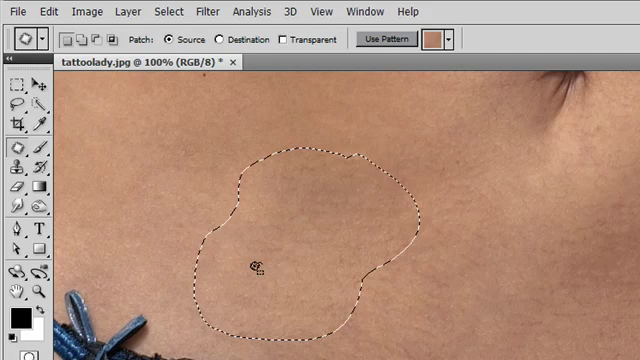 File Edit Image Layer Select Filter Analysis 3D View Window Help
Patch: Source Destination Transparent Use Pattern
tattoolady.jpg @ 100% (RGB/8) * ×
T